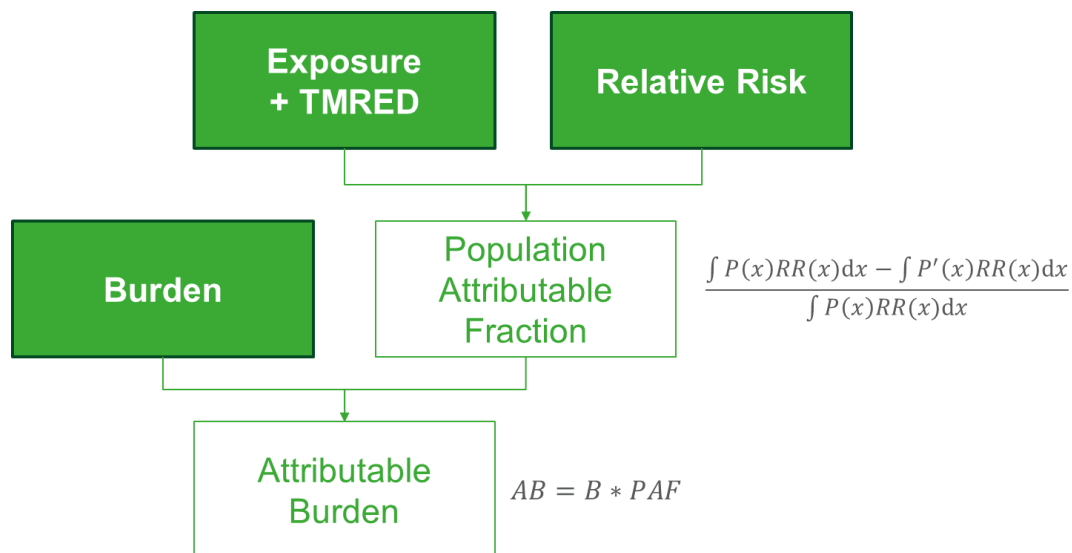 Exposure
+ TMRED
Relative Risk
Burden
Population
Attributable
Fraction
∫ P(x)RR(x)dx − ∫ P′(x)RR(x)dx
∫ P(x)RR(x)dx
Attributable
Burden
AB = B ∗ PAF